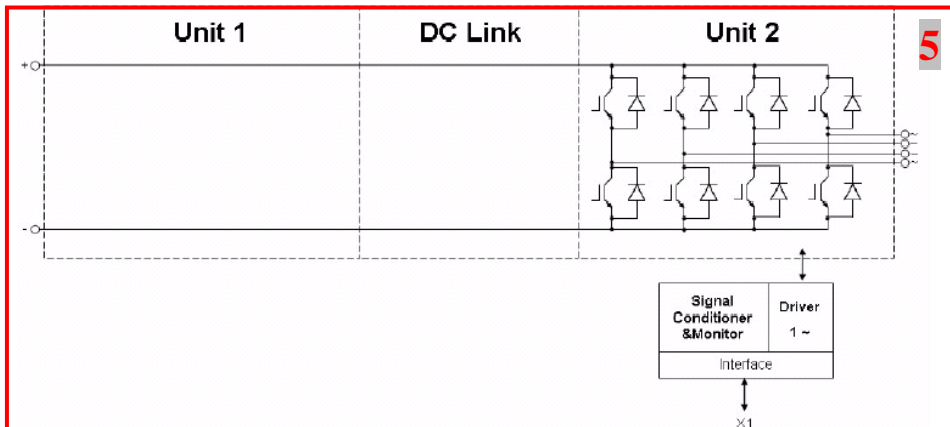 Unit 1 DC Link Unit 2
5
+
~
-
Signal Conditioner &Monitor
Driver 1 ~
Interface
X1